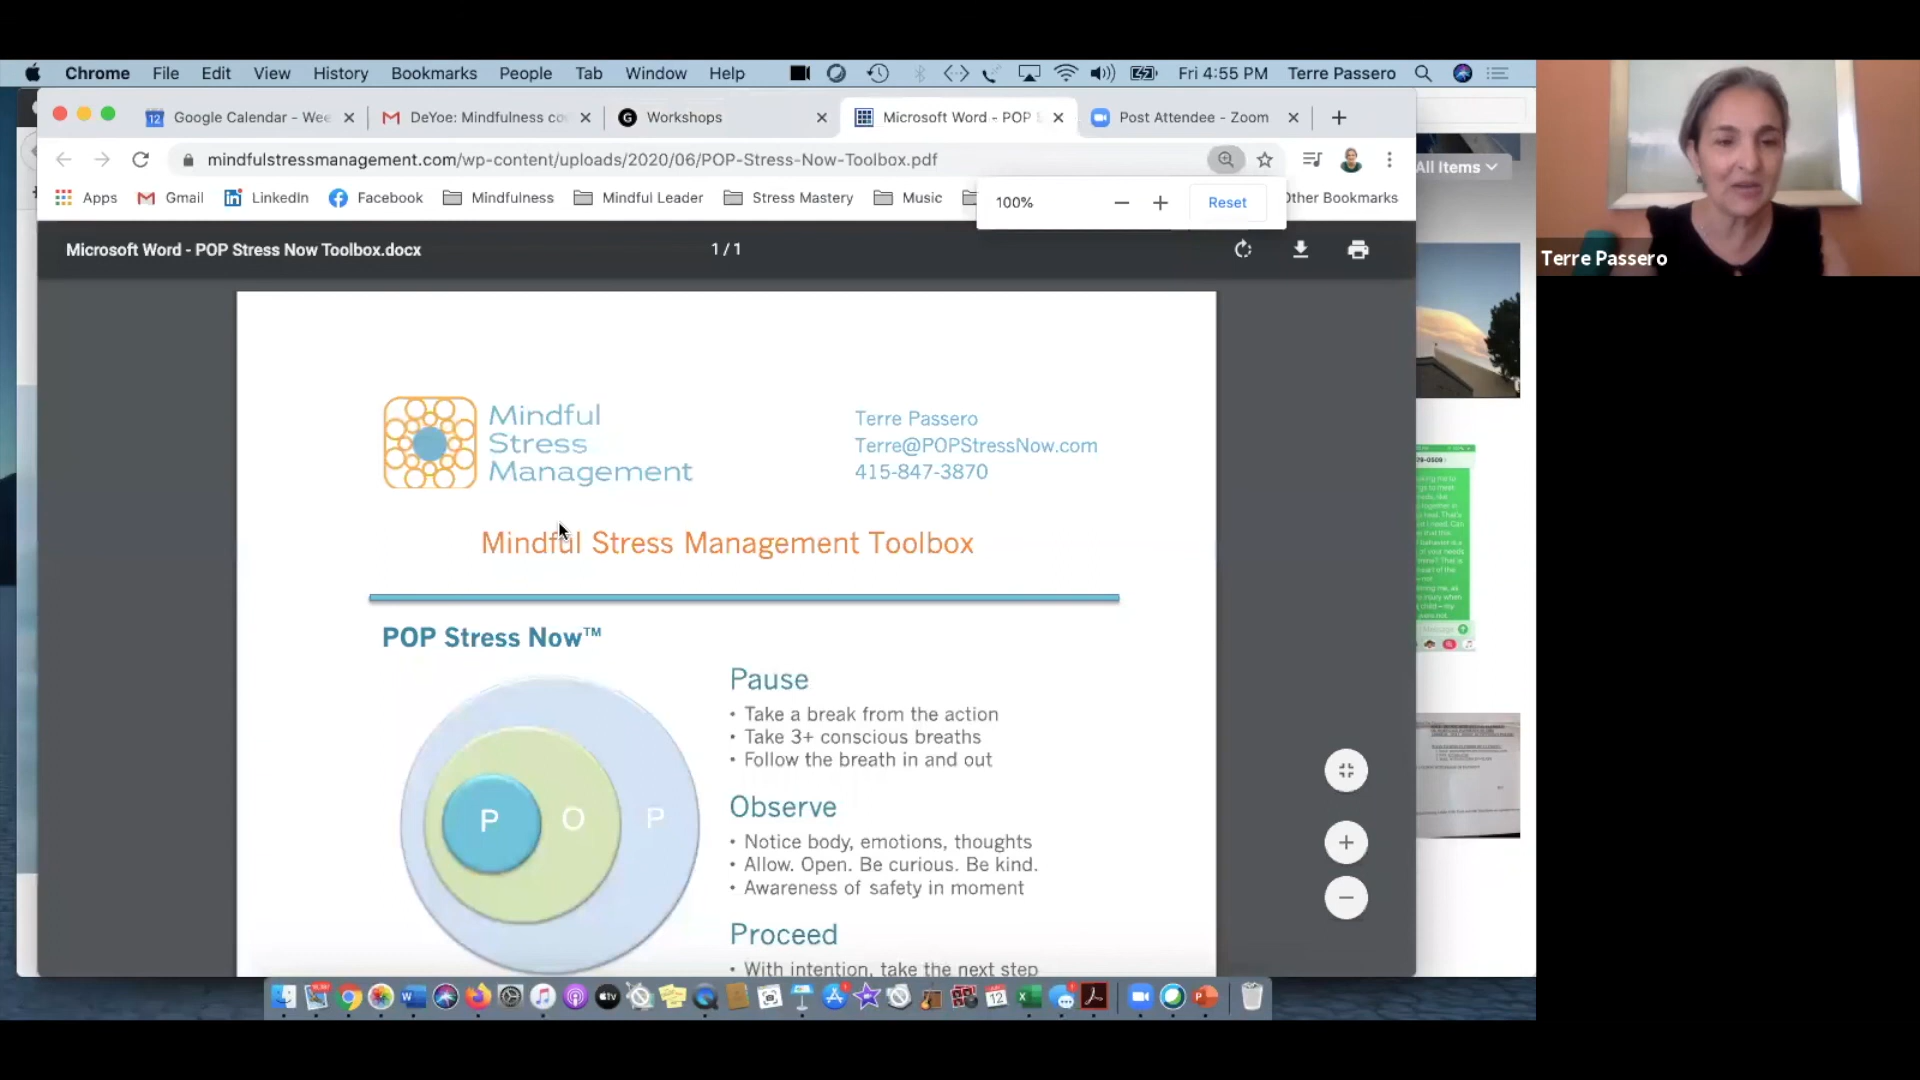 Chrome File Edit View History Bookmarks People Tab Window Help Fri 4:55 PM Terre Passero
12 Google Calendar - Wee DeYoe: Mindfulness co G Workshops Microsoft Word - POP Post Attendee - Zoom
mindfulstressmanagement.com/wp-content/uploads/2020/06/POP-Stress-Now-Toolbox.pdf
All Items
Apps Gmail LinkedIn Facebook Mindfulness Mindful Leader Stress Mastery Music Other Bookmarks
100% − + Reset
Microsoft Word - POP Stress Now Toolbox.docx 1 / 1
Terre Passero
Mindful
Stress
Management
Terre Passero
Terre@POPStressNow.com
415-847-3870
Mindful Stress Management Toolbox
POP Stress Now™
P O P
Pause
• Take a break from the action
• Take 3+ conscious breaths
• Follow the breath in and out
Observe
• Notice body, emotions, thoughts
• Allow. Open. Be curious. Be kind.
• Awareness of safety in moment
Proceed
• With intention, take the next step